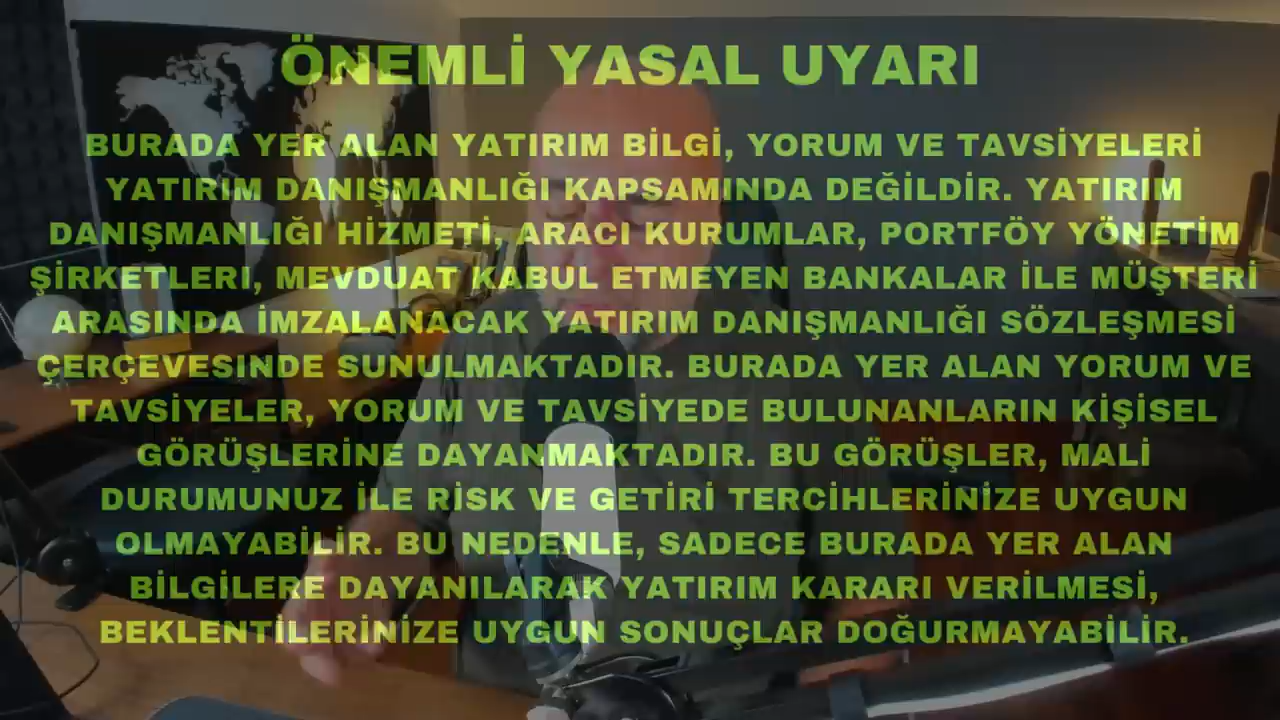 ÖNEMLİ YASAL UYARI
BURADA YER ALAN YATIRIM BİLGİ, YORUM VE TAVSİYELERİ
YATIRIM DANIŞMANLIĞI KAPSAMINDA DEĞİLDİR. YATIRIM
DANIŞMANLIĞI HİZMETİ, ARACI KURUMLAR, PORTFÖY YÖNETİM
ŞİRKETLERI, MEVDUAT KABUL ETMEYEN BANKALAR İLE MÜŞTERİ
ARASINDA İMZALANACAK YATIRIM DANIŞMANLIĞI SÖZLEŞMESİ
ÇERÇEVESINDE SUNULMAKTADIR. BURADA YER ALAN YORUM VE
TAVSİYELER, YORUM VE TAVSİYEDE BULUNANLARIN KİŞİSEL
GÖRÜŞLERİNE DAYANMAKTADIR. BU GÖRÜŞLER, MALİ
DURUMUNUZ İLE RİSK VE GETİRİ TERCİHLERİNİZE UYGUN
OLMAYABİLİR. BU NEDENLE, SADECE BURADA YER ALAN
BİLGİLERE DAYANILARAK YATIRIM KARARI VERİLMESİ,
BEKLENTİLERİNİZE UYGUN SONUÇLAR DOĞURMAYABİLİR.